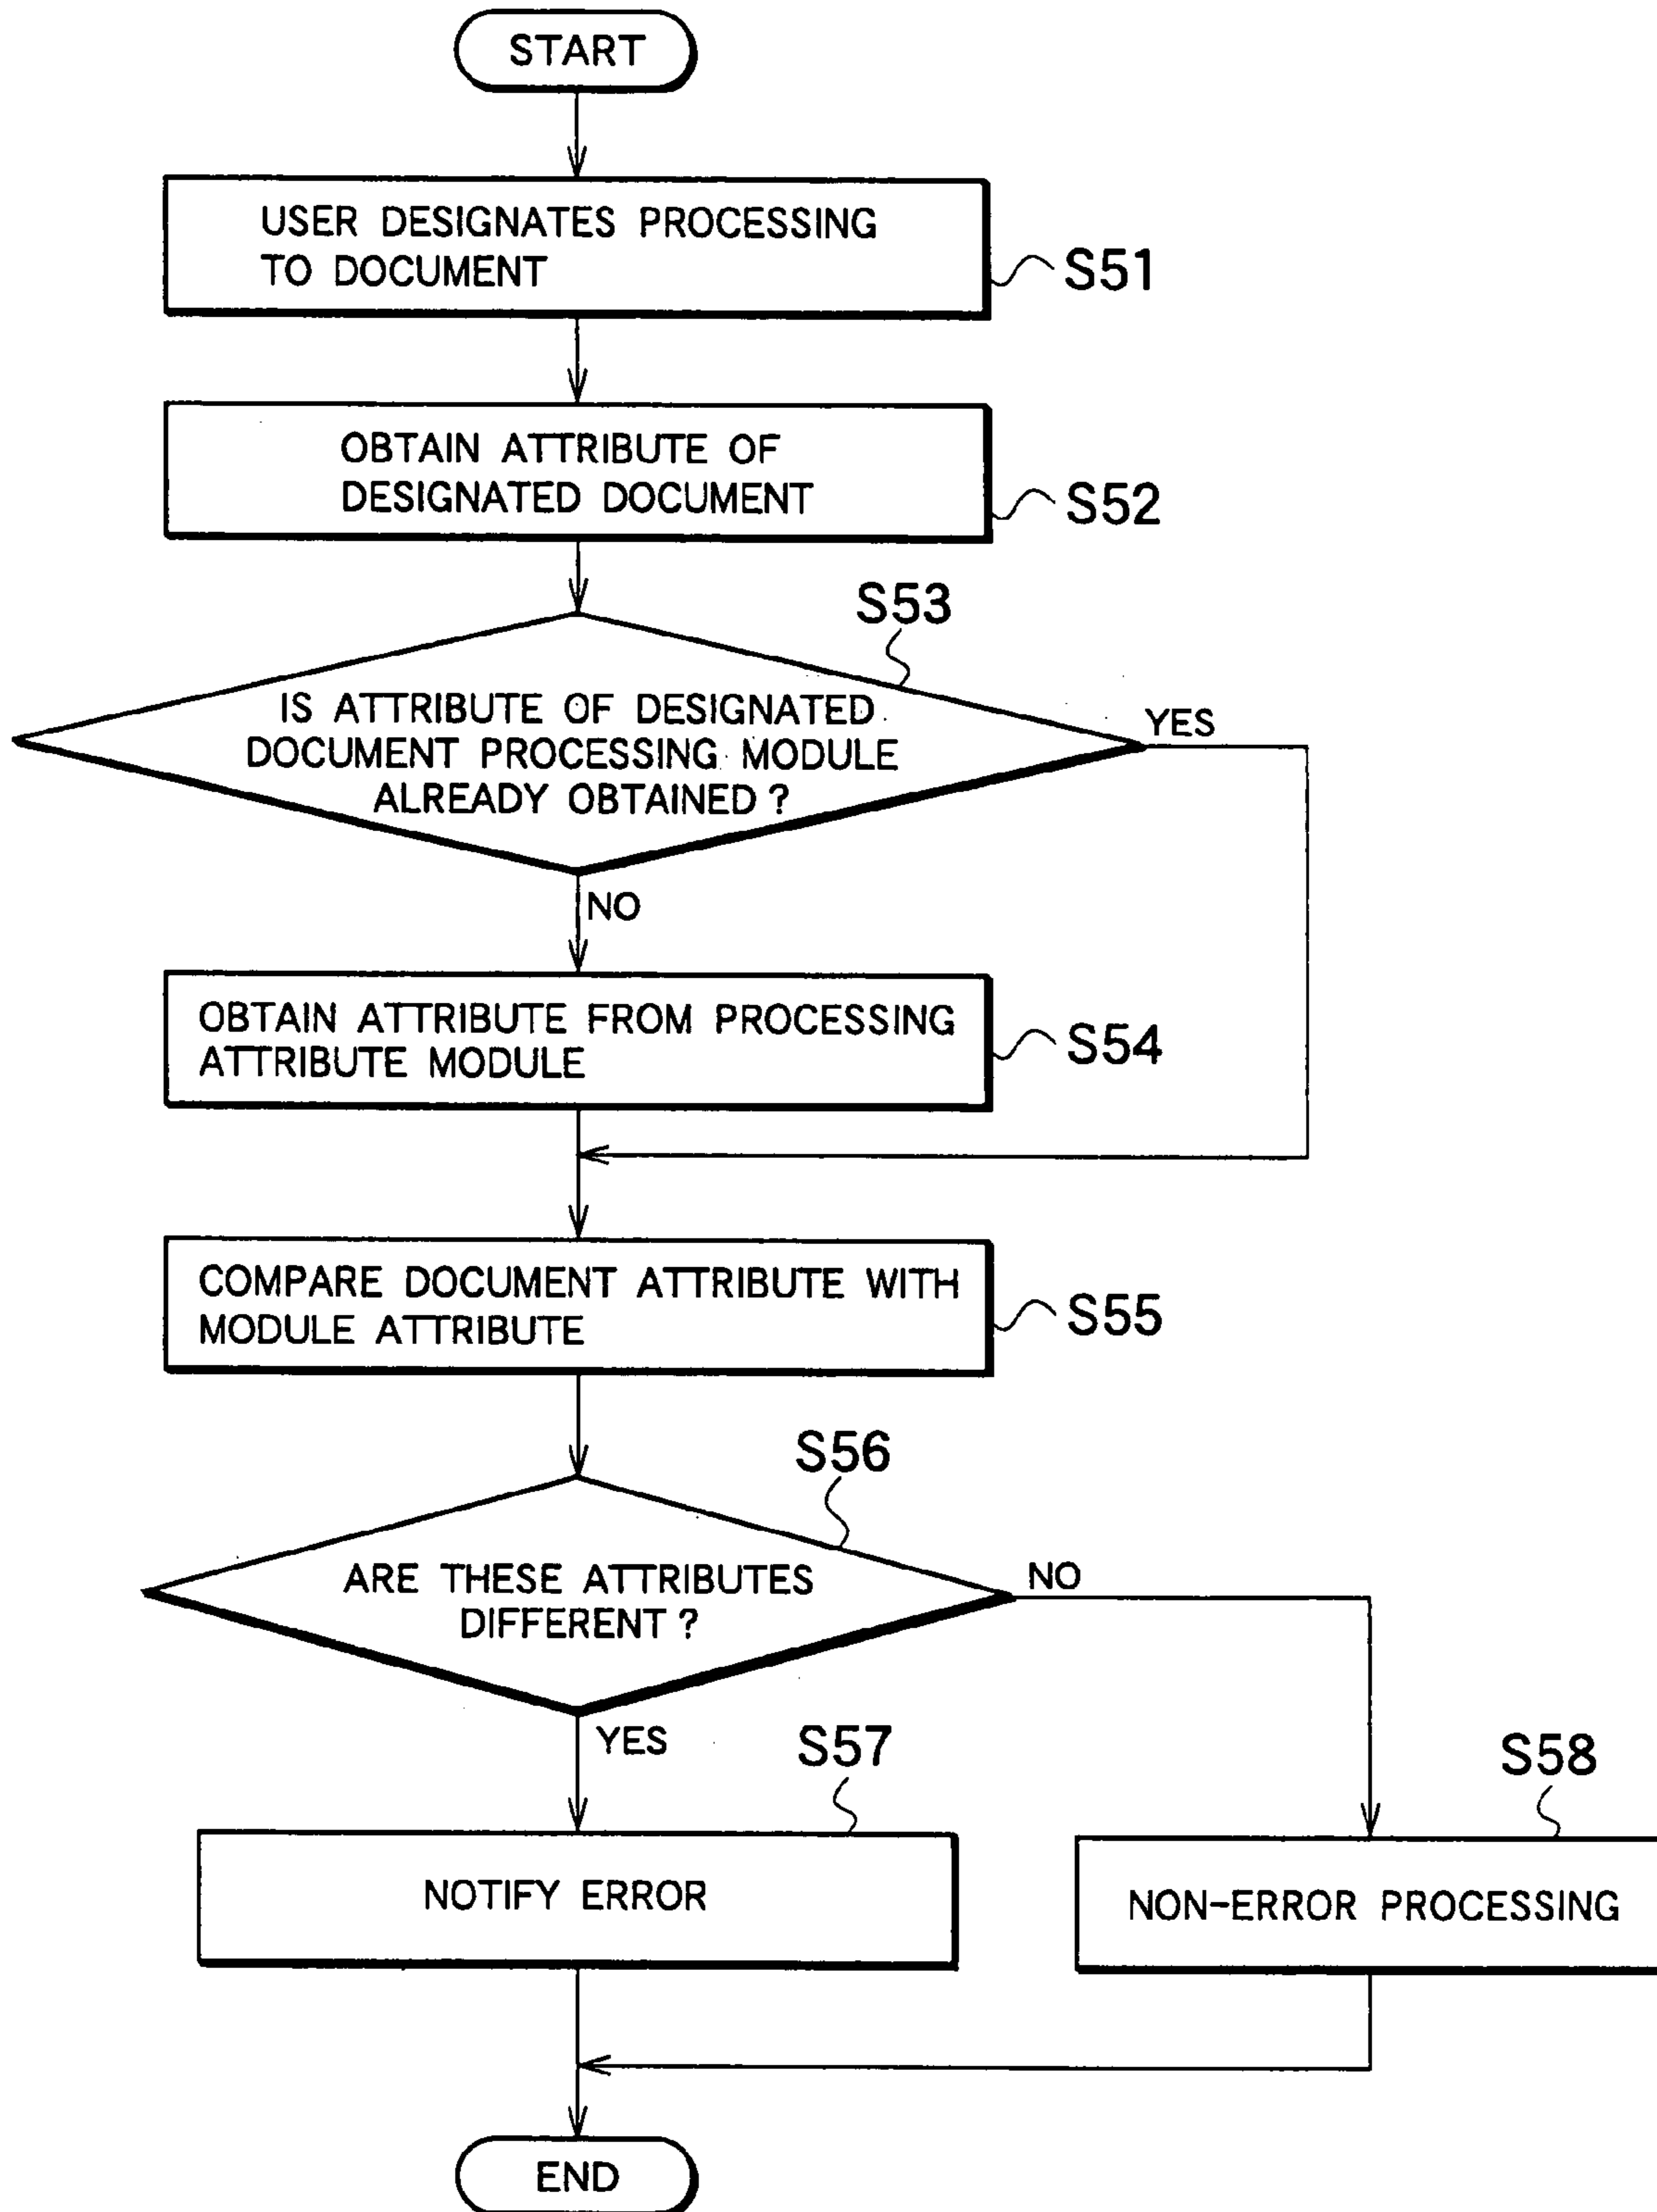 START
USER DESIGNATES PROCESSING
TO DOCUMENT
S51
OBTAIN ATTRIBUTE OF
DESIGNATED DOCUMENT
S52
S53
IS ATTRIBUTE OF DESIGNATED
DOCUMENT PROCESSING MODULE
ALREADY OBTAINED?
YES
NO
OBTAIN ATTRIBUTE FROM PROCESSING
ATTRIBUTE MODULE
S54
COMPARE DOCUMENT ATTRIBUTE WITH
MODULE ATTRIBUTE
S55
S56
ARE THESE ATTRIBUTES
DIFFERENT?
NO
YES
S57
S58
NOTIFY ERROR
NON-ERROR PROCESSING
END